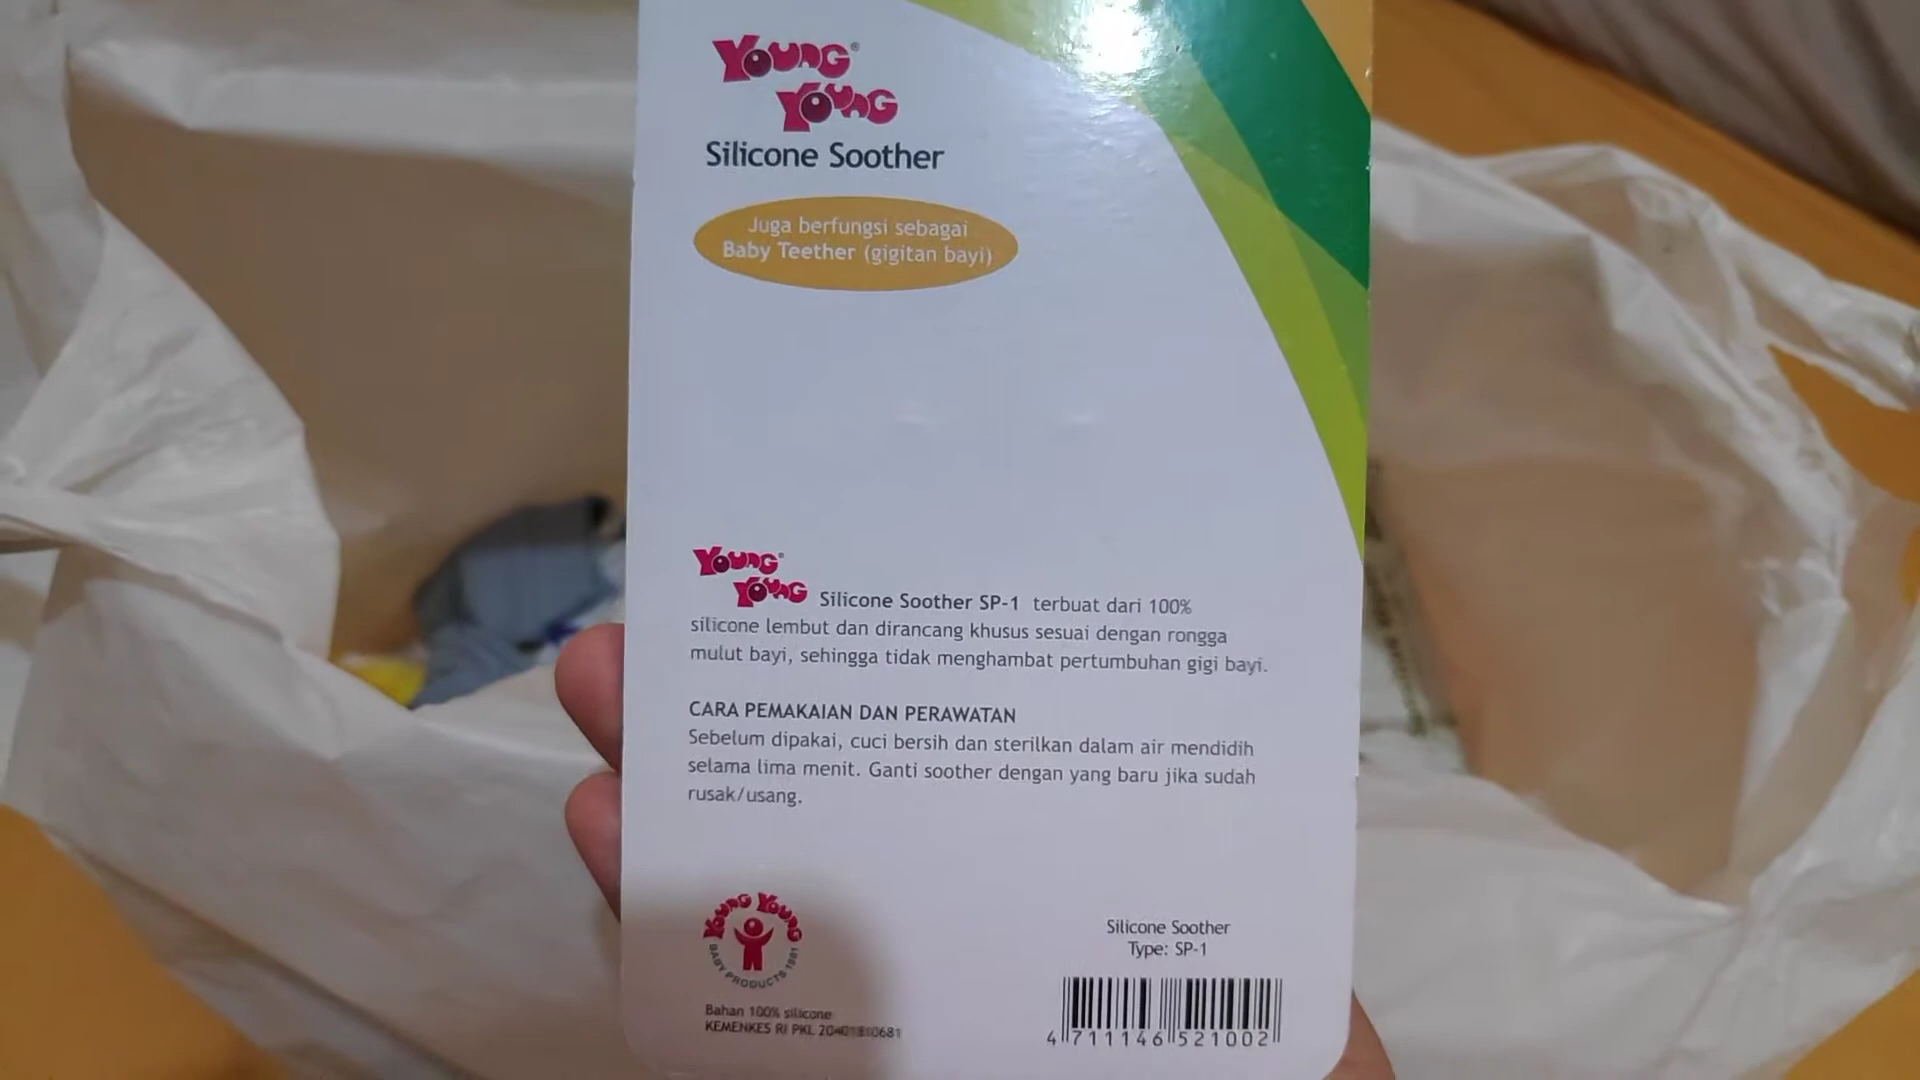 YOUNG®
YOUNG
Silicone Soother
Juga berfungsi sebagai
Baby Teether (gigitan bayi)
YOUNG®
YOUNG Silicone Soother SP-1 terbuat dari 100%
silicone lembut dan dirancang khusus sesuai dengan rongga
mulut bayi, sehingga tidak menghambat pertumbuhan gigi bayi.
CARA PEMAKAIAN DAN PERAWATAN
Sebelum dipakai, cuci bersih dan sterilkan dalam air mendidih
selama lima menit. Ganti soother dengan yang baru jika sudah
rusak/usang.
YOUNG YOUNG
BABY PRODUCTS 1981
Bahan 100% silicone
KEMENKES RI PKL 20401810681
Silicone Soother
Type: SP-1
4 711146 521002